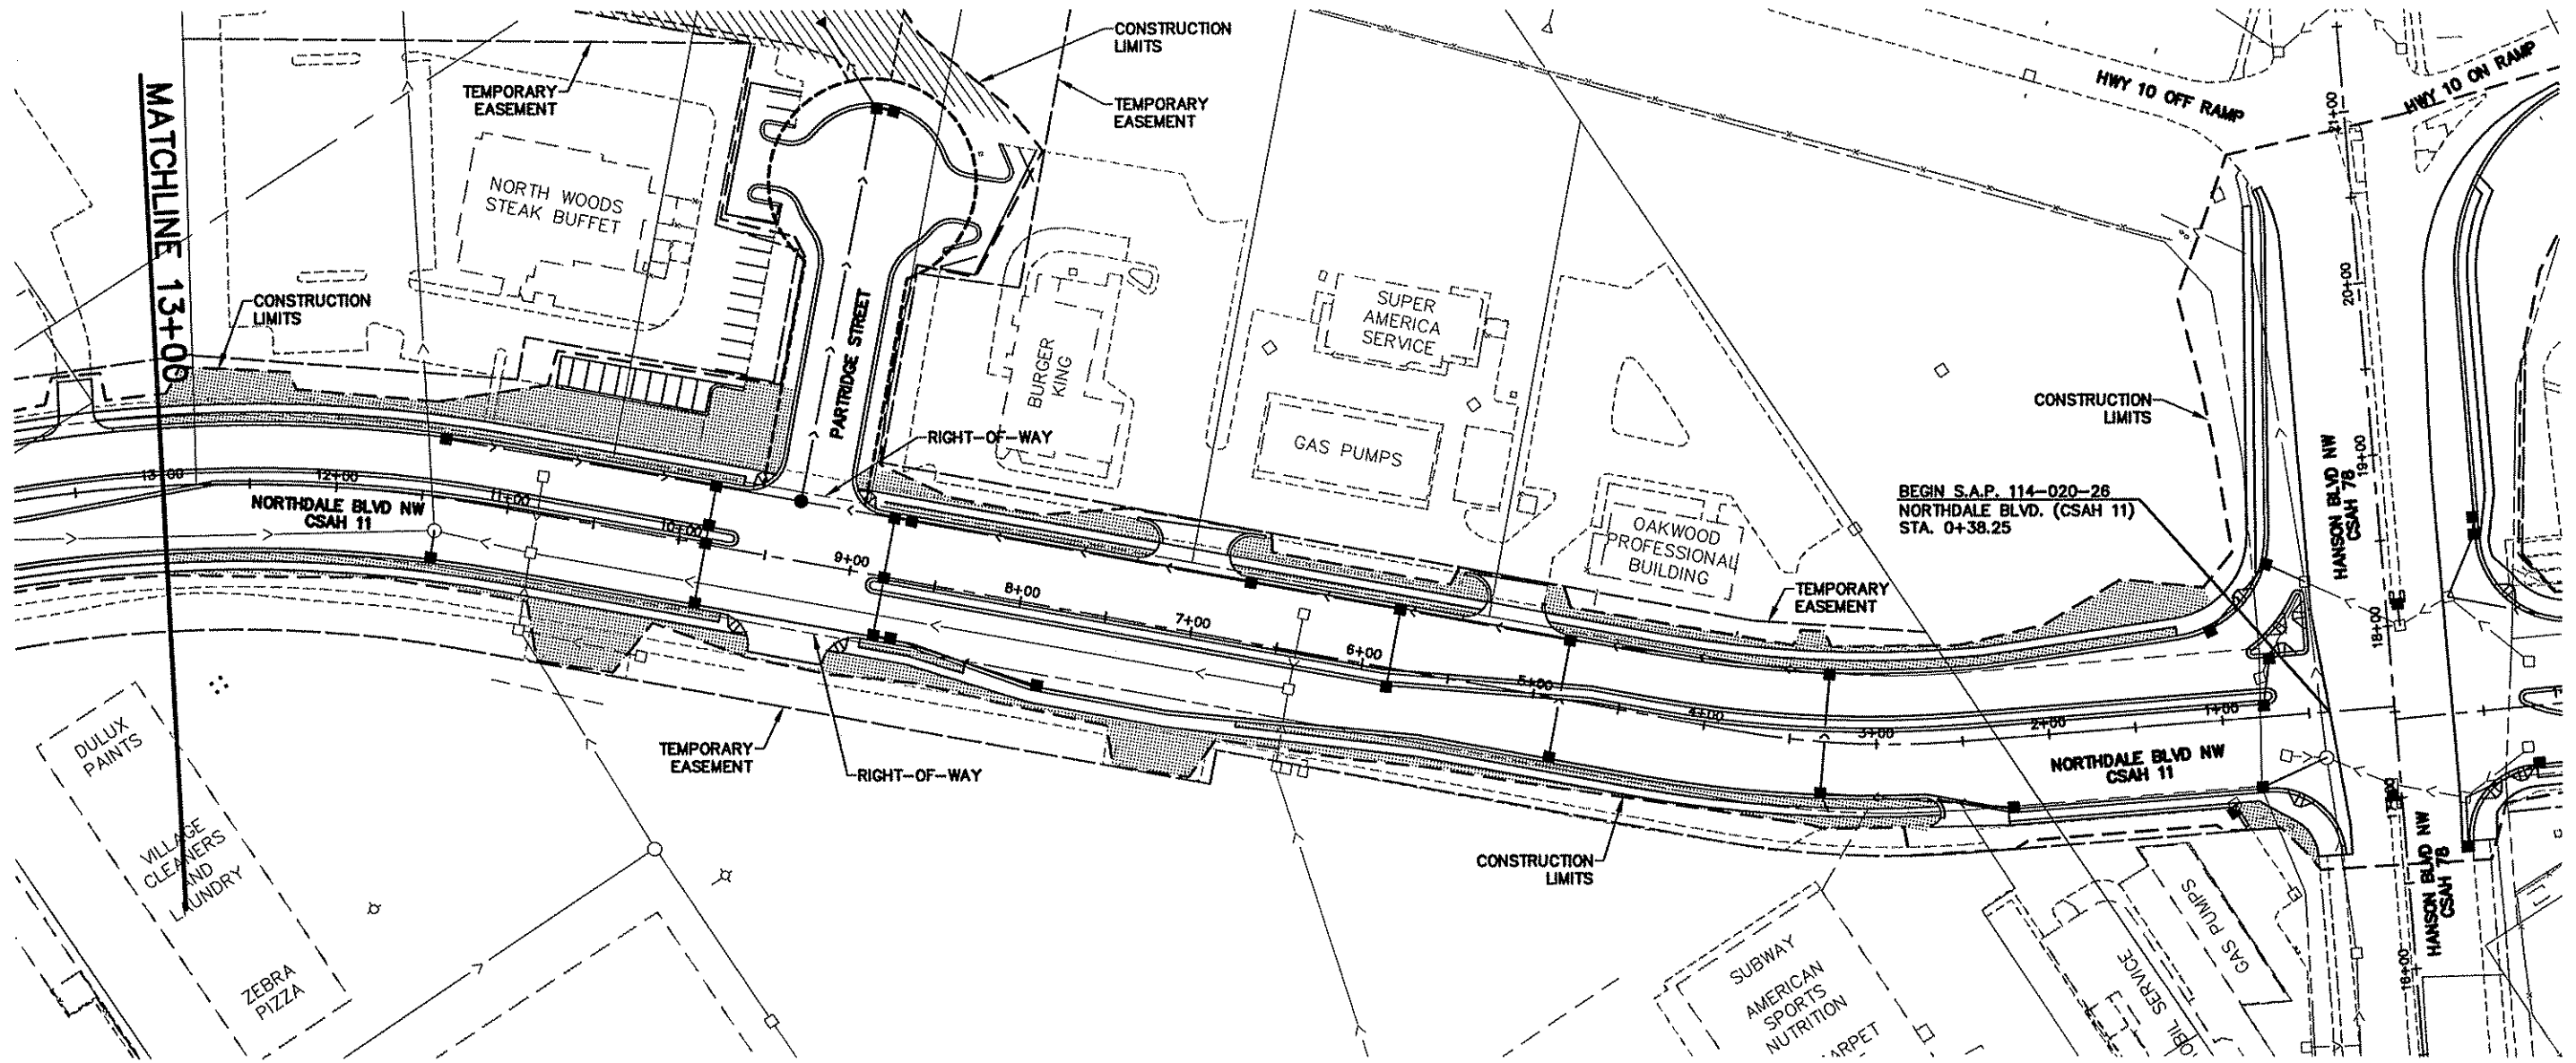 CONSTRUCTION
LIMITS
TEMPORARY
EASEMENT
TEMPORARY
EASEMENT
HWY 10 OFF RAMP
HWY 10 ON RAMP
21+00
MATCHLINE 13+00
NORTH WOODS
STEAK BUFFET
CONSTRUCTION
LIMITS
PARTRIDGE STREET
BURGER
KING
SUPER
AMERICA
SERVICE
20+00
CONSTRUCTION
LIMITS
GAS PUMPS
RIGHT-OF-WAY
19+00
HANSON BLVD NW
CSAH 78
BEGIN S.A.P. 114-020-26
NORTHDALE BLVD. (CSAH 11)
STA. 0+38.25
OAKWOOD
PROFESSIONAL
BUILDING
TEMPORARY
EASEMENT
18+00
13+00
12+00
11+00
10+00
9+00
8+00
7+00
6+00
5+00
4+00
3+00
2+00
1+00
NORTHDALE BLVD NW
CSAH 11
NORTHDALE BLVD NW
CSAH 11
TEMPORARY
EASEMENT
RIGHT-OF-WAY
DULUX
PAINTS
VILLAGE
CLEANERS
AND
LAUNDRY
ZEBRA
PIZZA
CONSTRUCTION
LIMITS
17+00
HANSON BLVD NW
CSAH 78
16+00
SUBWAY
AMERICAN
SPORTS
NUTRITION
ARPET
OBIL SERVICE
GAS PUMPS